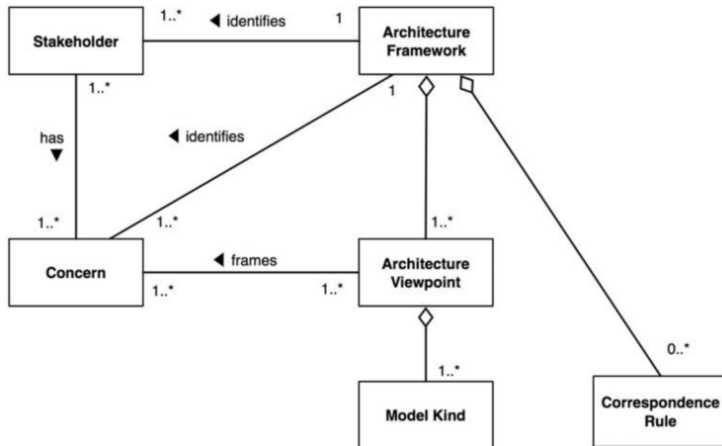 1..*
◀ identifies
1
Stakeholder
Architecture
Framework
1..*
1
has
▼
◀ identifies
1..*
1..*
1..*
Concern
◀ frames
1..*
1..*
Architecture
Viewpoint
1..*
0..*
Model Kind
Correspondence
Rule